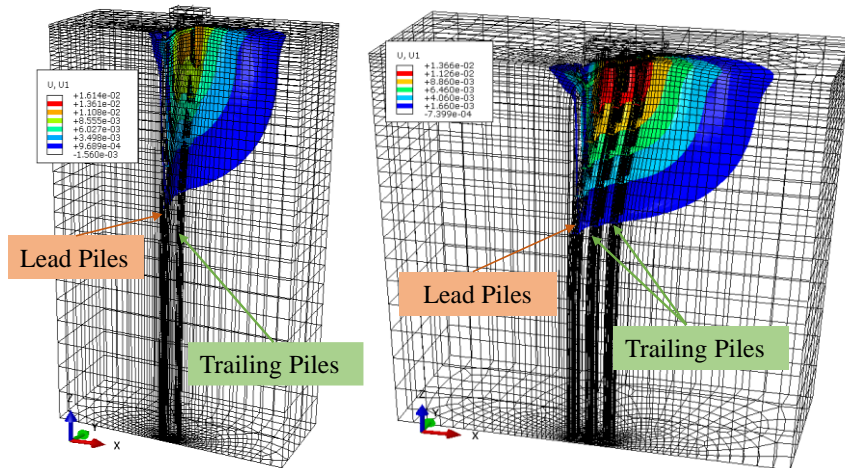 U, U1
+1.614e-02
+1.361e-02
+1.108e-02
+8.555e-03
+6.027e-03
+3.498e-03
+9.689e-04
-1.560e-03
Lead Piles
Trailing Piles
Z
Y
X
U, U1
+1.366e-02
+1.126e-02
+8.860e-03
+6.460e-03
+4.060e-03
+1.660e-03
-7.399e-04
Lead Piles
Trailing Piles
Z
Y
X